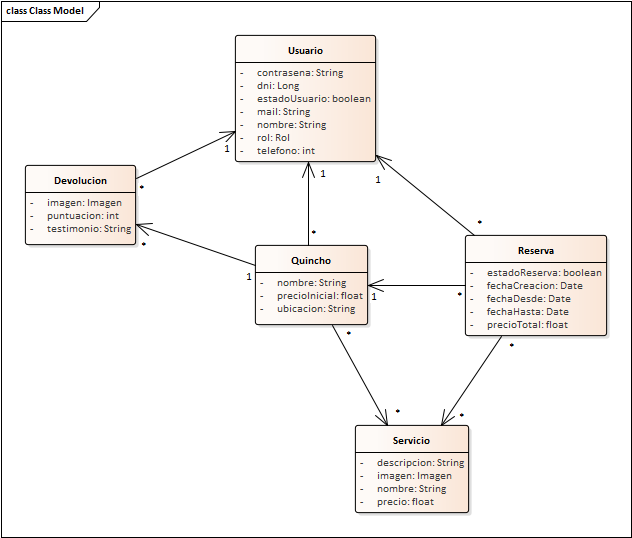 class Class Model
Usuario
- contrasena: String
- dni: Long
- estadoUsuario: boolean
- mail: String
- nombre: String
- rol: Rol
- telefono: int
1
1
1
*
*
*
Devolucion
- imagen: Imagen
- puntuacion: int
- testimonio: String
*
1
Quincho
- nombre: String
- precioInicial: float
- ubicacion: String
1
*
Reserva
- estadoReserva: boolean
- fechaCreacion: Date
- fechaDesde: Date
- fechaHasta: Date
- precioTotal: float
*
*
*
*
Servicio
- descripcion: String
- imagen: Imagen
- nombre: String
- precio: float